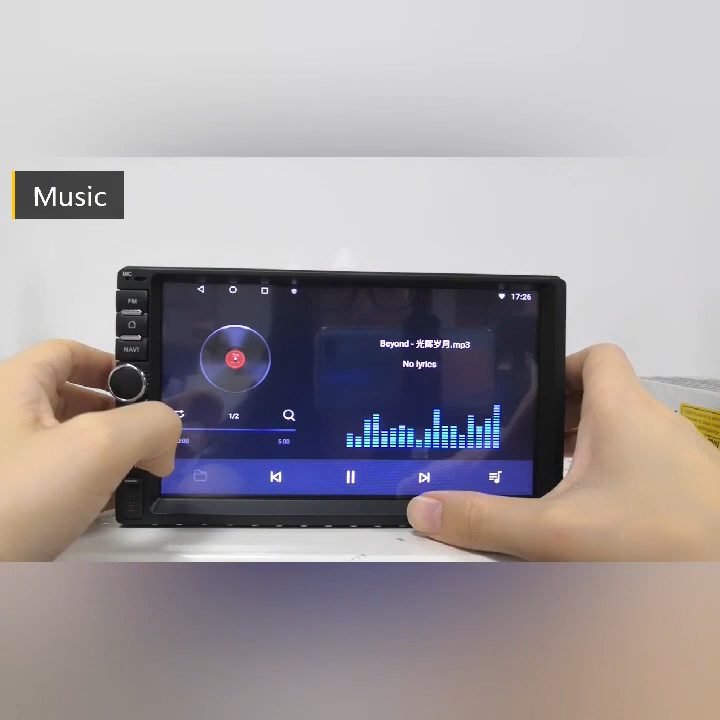 Music
MIC
FM
NAVI
17:26
Beyond - 光辉岁月.mp3
No lyrics
1/2
5:00